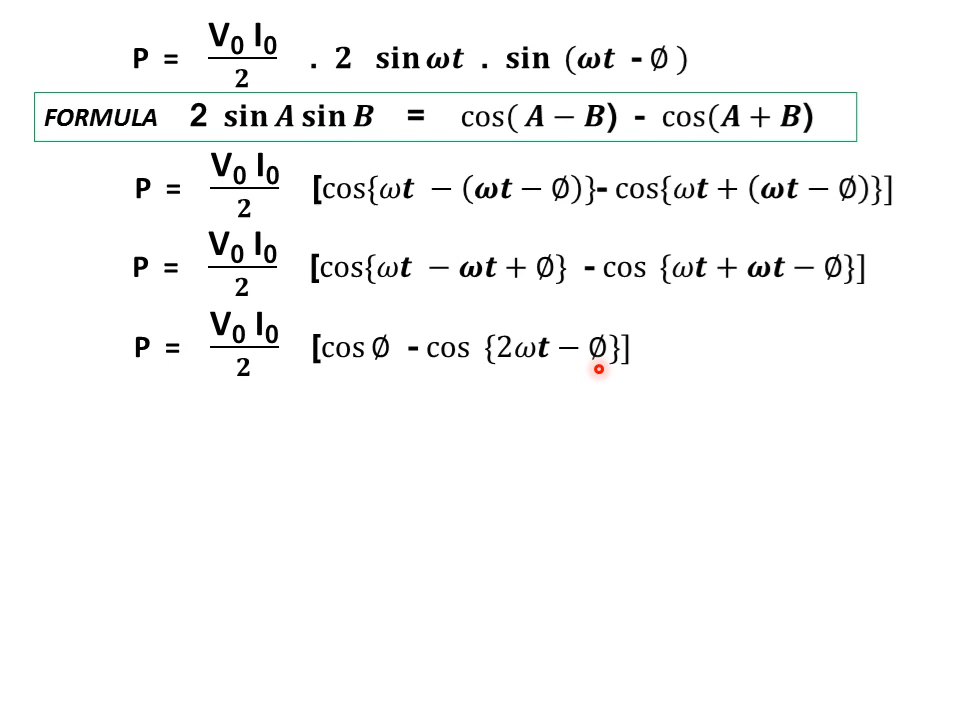 P = V₀ I₀/2 . 2 sin ωt . sin (ωt - ∅ )
FORMULA 2 sin A sin B = cos( A − B) - cos(A + B)
P = V₀ I₀/2 [cos{ωt − (ωt − ∅)}- cos{ωt + (ωt − ∅)}]
P = V₀ I₀/2 [cos{ωt − ωt + ∅} - cos {ωt + ωt − ∅}]
P = V₀ I₀/2 [cos ∅ - cos {2ωt − ∅}]